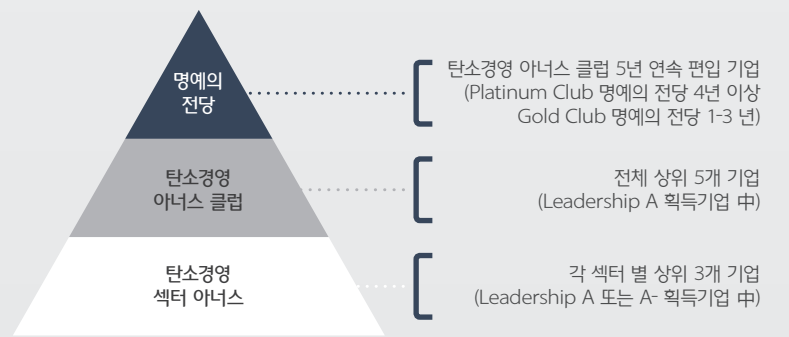 명예의
전당
탄소경영 아너스 클럽 5년 연속 편입 기업
(Platinum Club 명예의 전당 4년 이상
Gold Club 명예의 전당 1-3 년)
탄소경영
아너스 클럽
전체 상위 5개 기업
(Leadership A 획득기업 中)
탄소경영
섹터 아너스
각 섹터 별 상위 3개 기업
(Leadership A 또는 A- 획득기업 中)